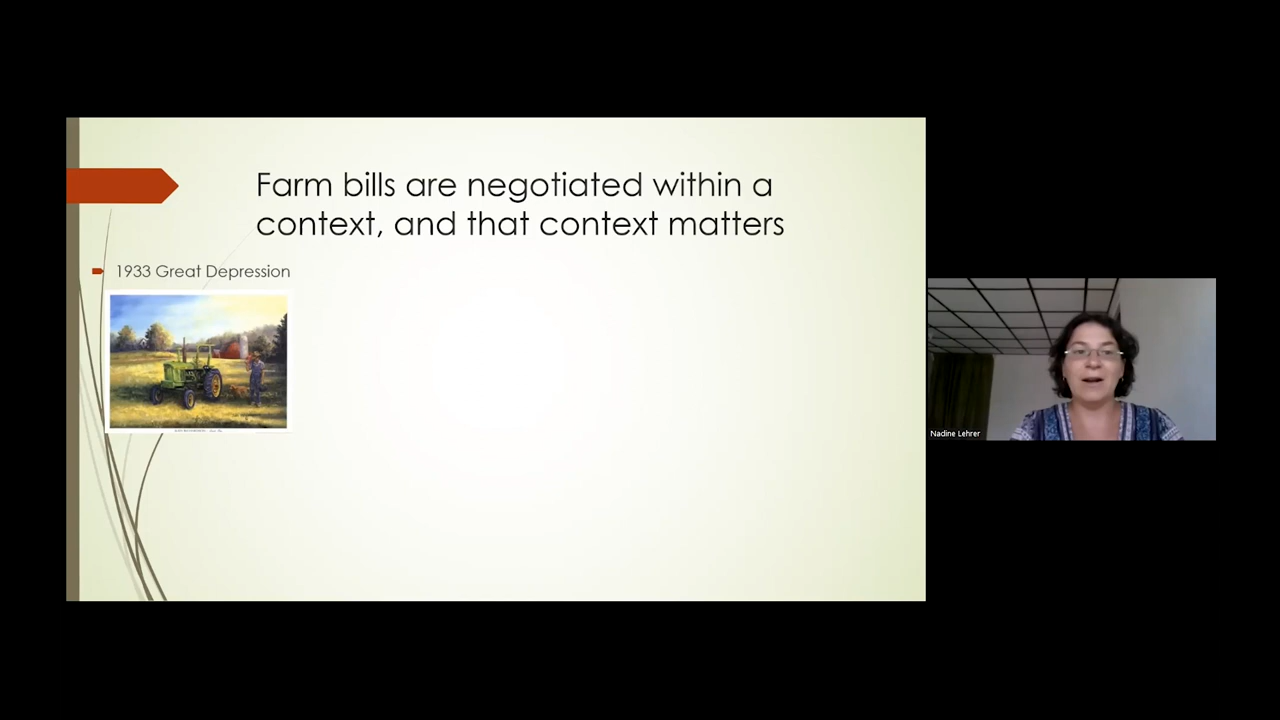 Farm bills are negotiated within a
context, and that context matters
1933 Great Depression
Nadine Lehrer